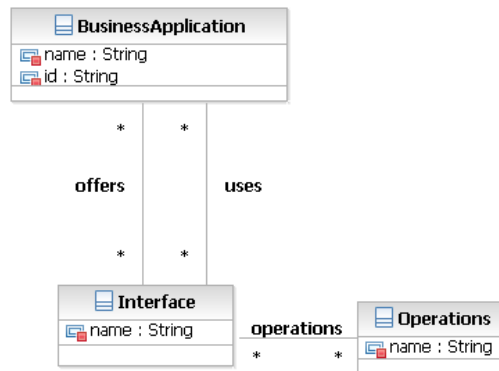 BusinessApplication
name : String
id : String
* *
offers uses
* *
Interface
name : String
operations
* *
Operations
name : String